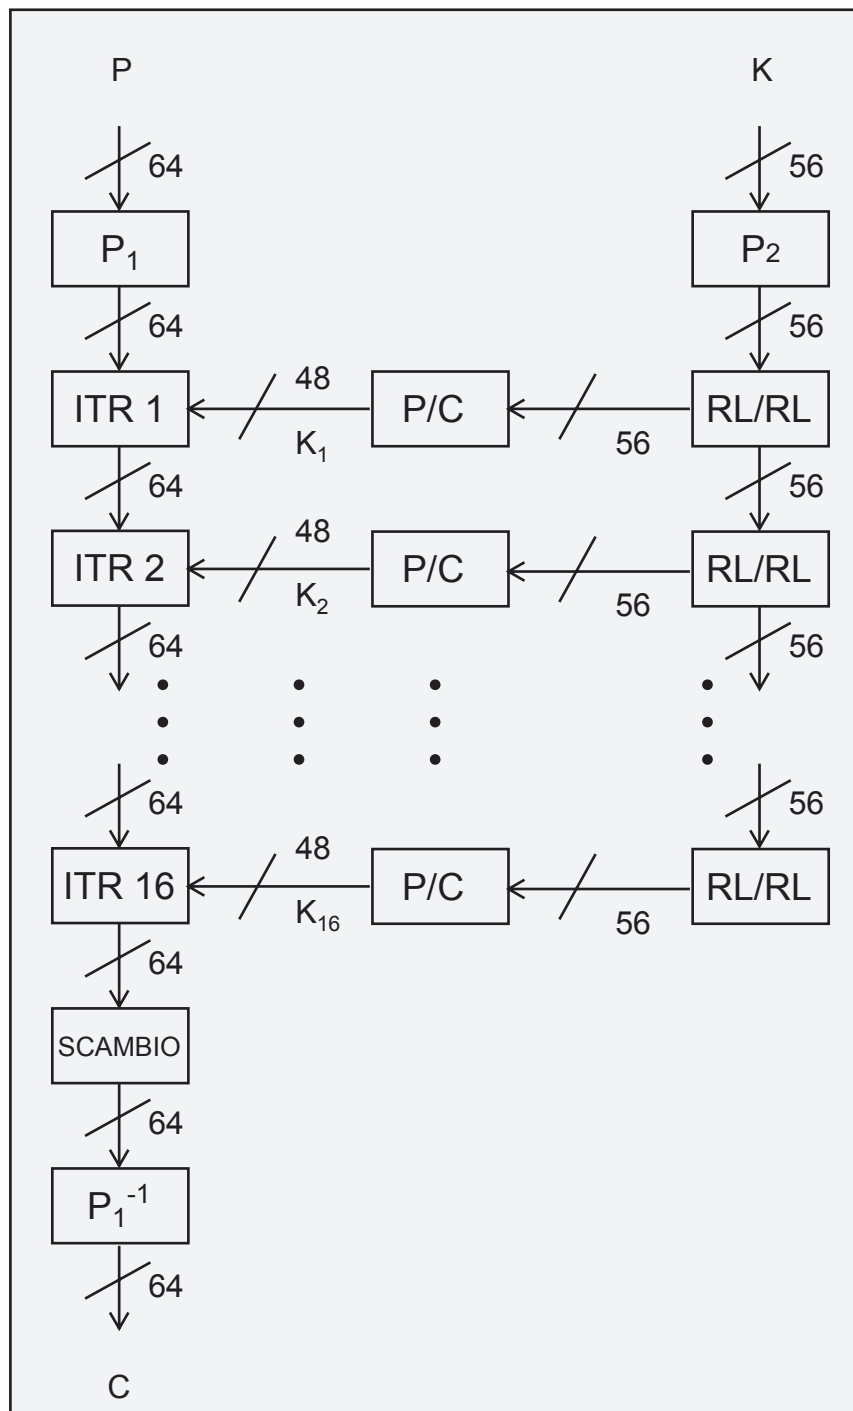 P K
64 56
P₁ P2
64 56
ITR 1 48 K₁ P/C 56 RL/RL
64 56
ITR 2 48 K₂ P/C 56 RL/RL
64 56
64 56
ITR 16 48 K₁₆ P/C 56 RL/RL
64
SCAMBIO
64
P₁⁻¹
64
C